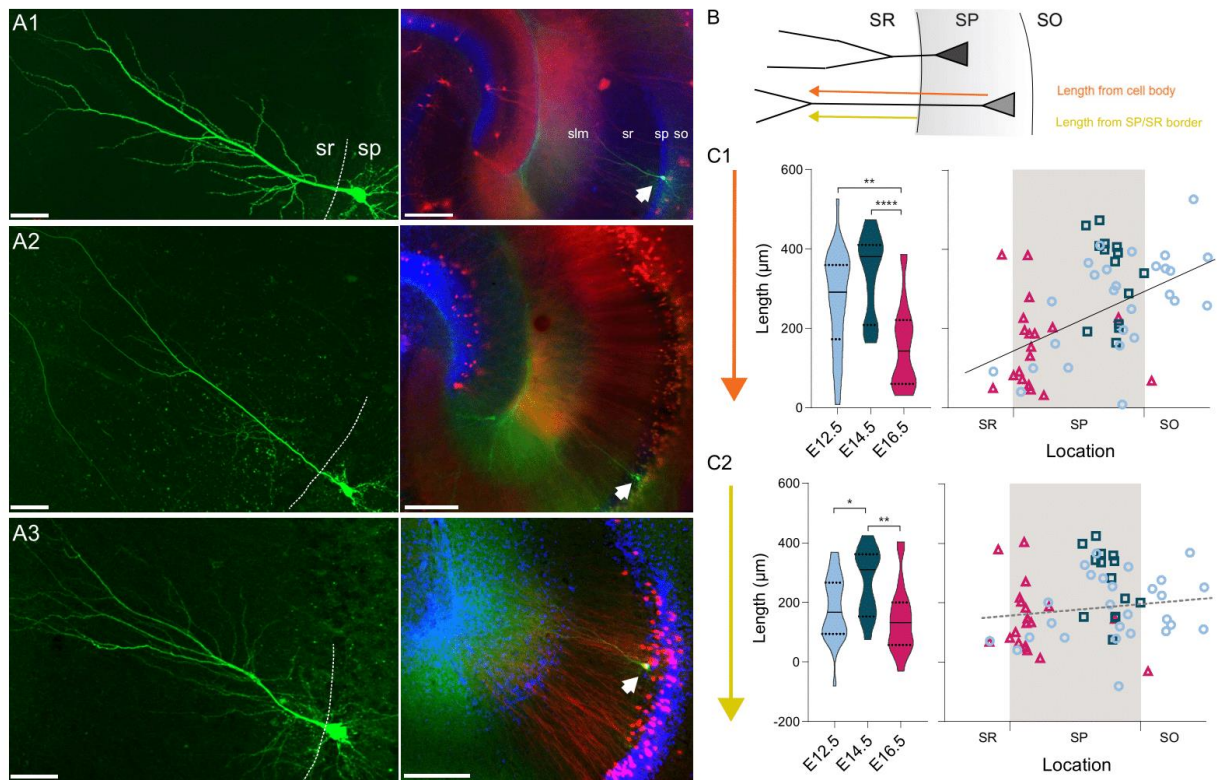 A1
sr
sp
slm
sr
sp
so
A2
A3
B
SR
SP
SO
Length from cell body
Length from SP/SR border
C1
600
400
200
0
Length (µm)
**
****
E12.5
E14.5
E16.5
SR
SP
SO
Location
C2
600
400
200
0
-200
Length (µm)
*
**
E12.5
E14.5
E16.5
SR
SP
SO
Location